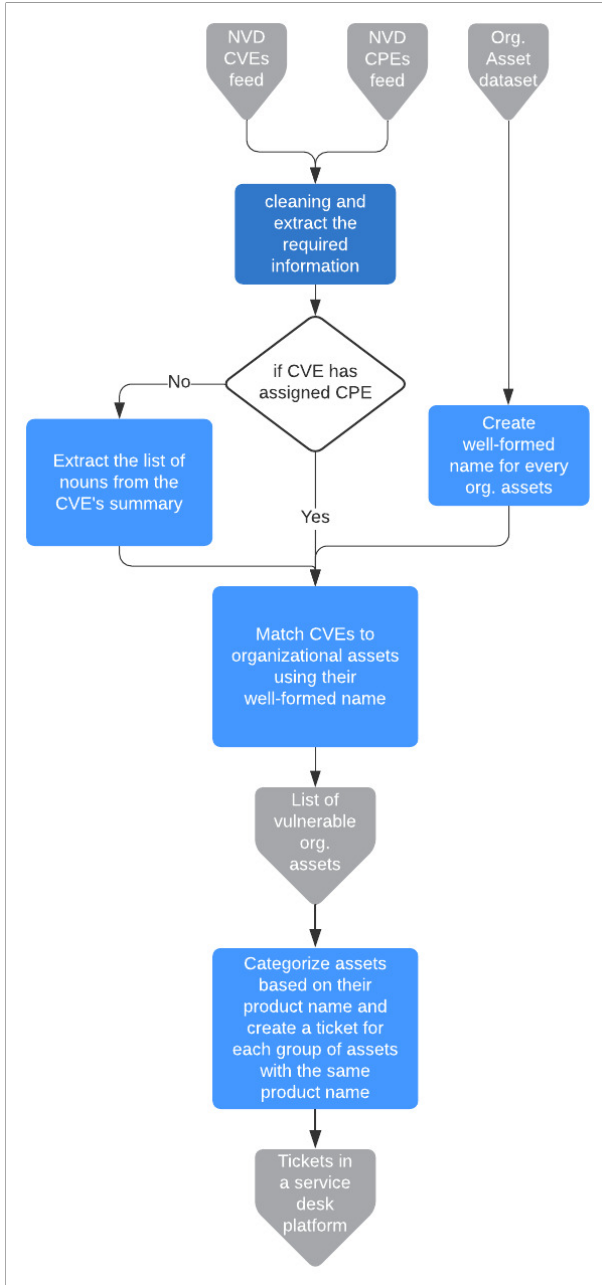 NVD
CVEs
feed
NVD
CPEs
feed
Org.
Asset
dataset
cleaning and
extract the
required
information
if CVE has
assigned CPE
No
Extract the list of
nouns from the
CVE's summary
Create
well-formed
name for every
org. assets
Yes
Match CVEs to
organizational assets
using their
well-formed name
List of
vulnerable
org.
assets
Categorize assets
based on their
product name and
create a ticket for
each group of assets
with the same
product name
Tickets in
a service
desk
platform